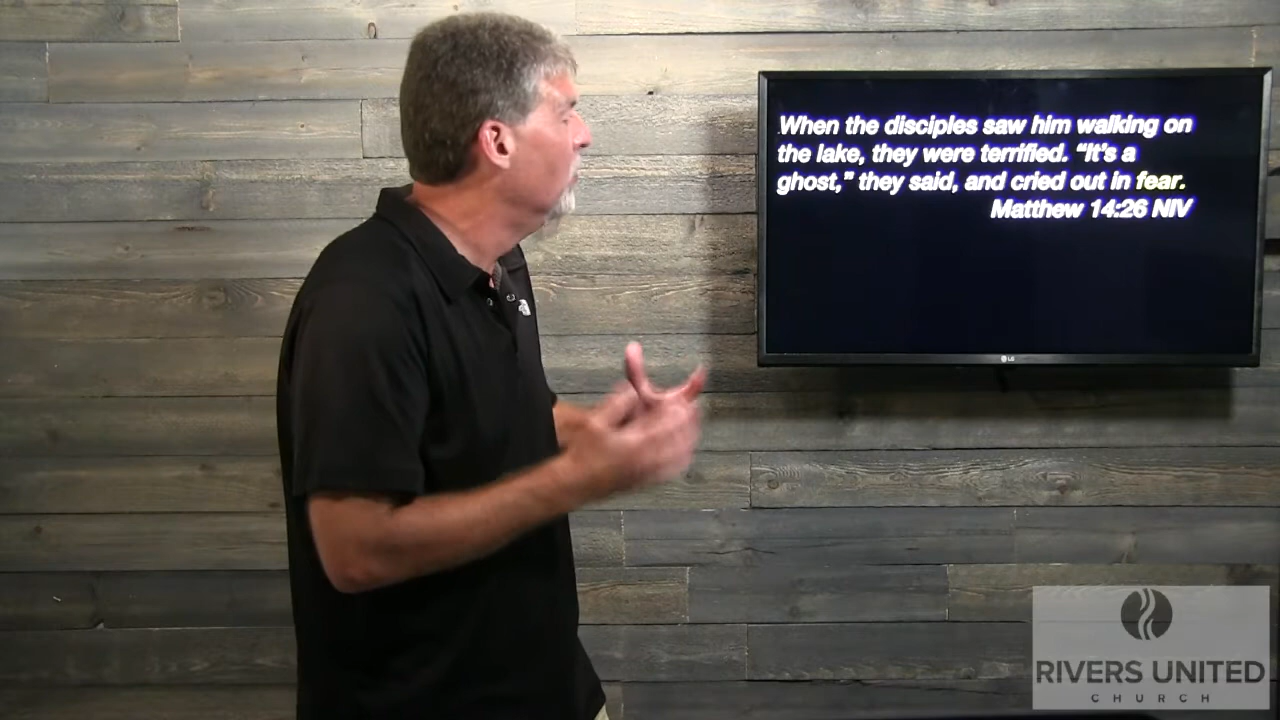 When the disciples saw him walking on
the lake, they were terrified. “It’s a
ghost,” they said, and cried out in fear.
Matthew 14:26 NIV
LG
RIVERS UNITED
CHURCH